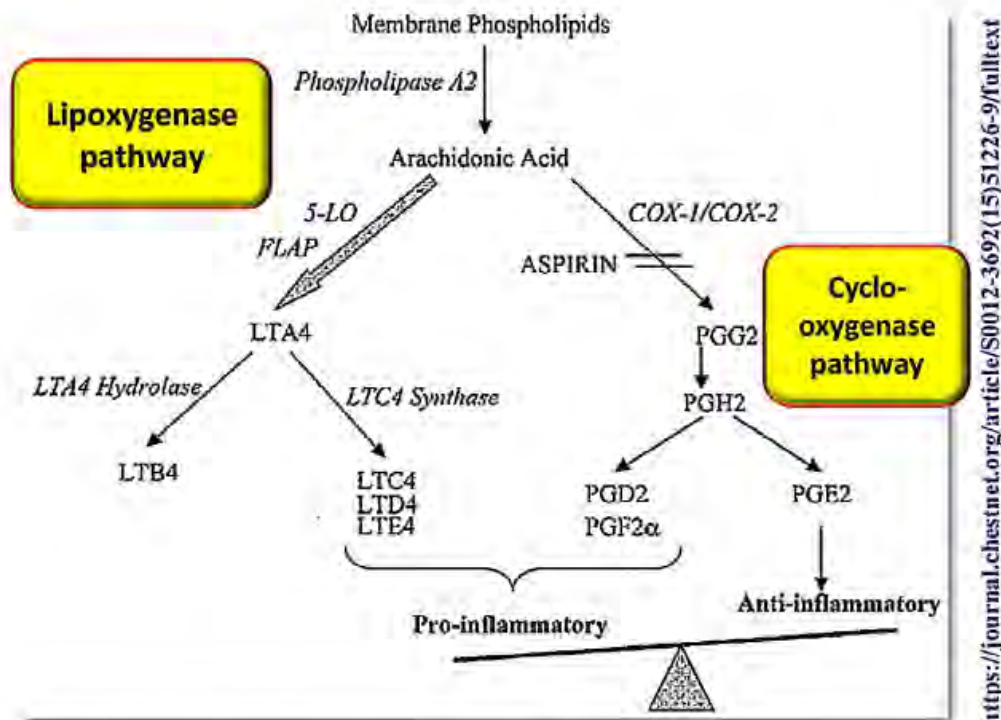 Membrane Phospholipids
Phospholipase A2
Lipoxygenase
pathway
Arachidonic Acid
5-LO
FLAP
COX-1/COX-2
ASPIRIN
LTA4
Cyclo-
oxygenase
pathway
PGG2
LTA4 Hydrolase
LTC4 Synthase
PGH2
LTB4
LTC4
LTD4
LTE4
PGD2
PGF2α
PGE2
Pro-inflammatory
Anti-inflammatory
https://journal.chestnet.org/article/S0012-3692(15)51226-9/fulltext